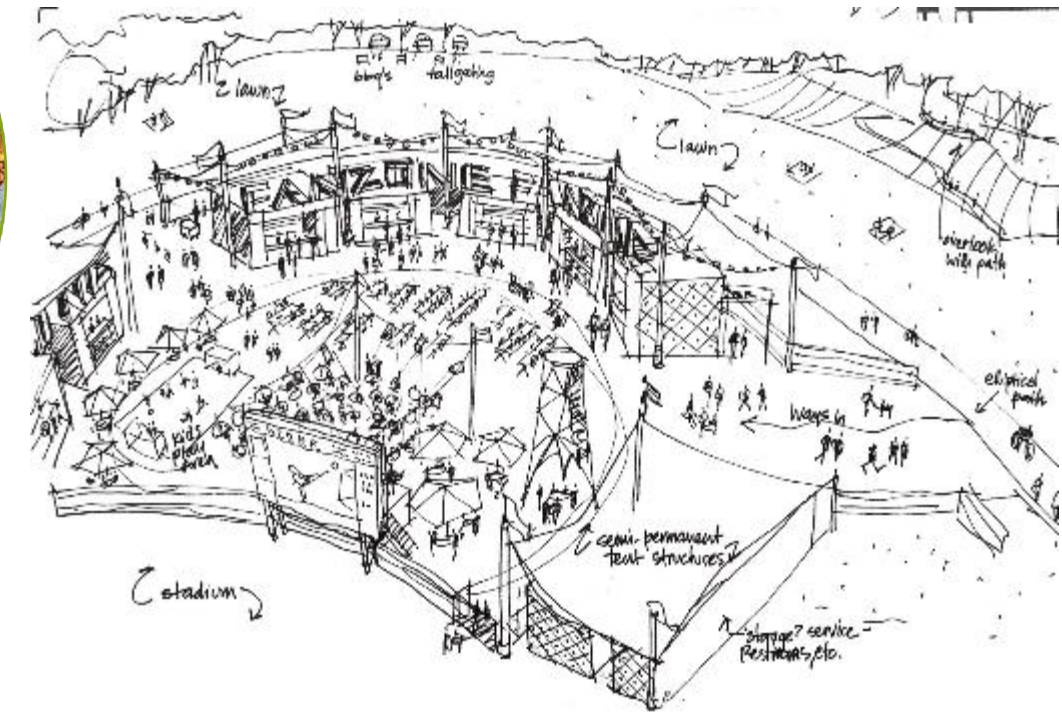 bbq's tailgating
lawn
lawn
FANZONE
overlook
with path
eliptical
path
ways in
kid's
play
area
semi-permanent
tent structures
stadium
storage? service
Restrooms, etc.